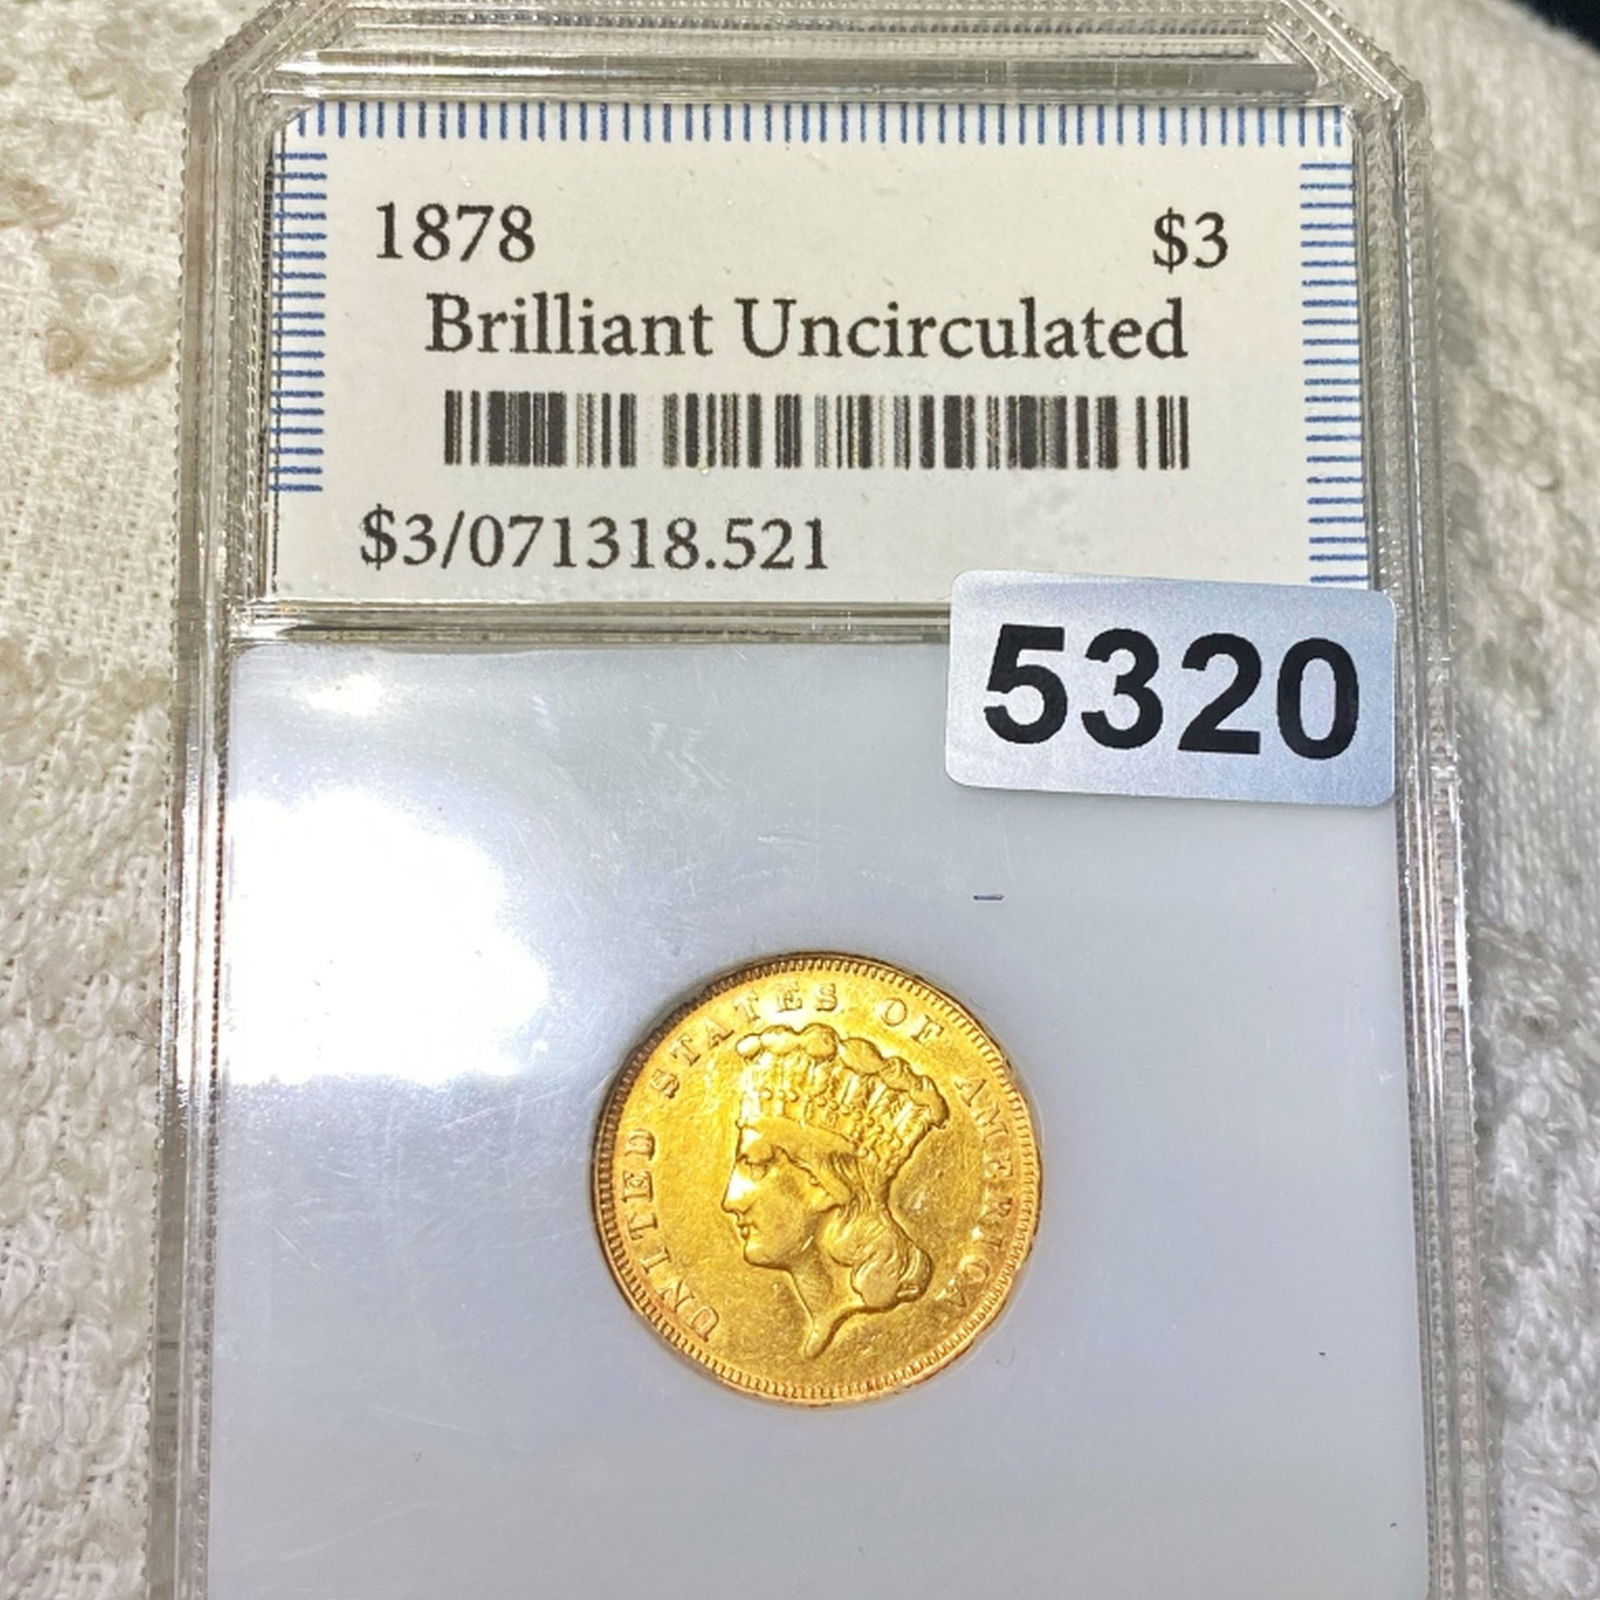 1878 $3
Brilliant Uncirculated
$3/071318.521
5320
UNITED STATES OF AMERICA